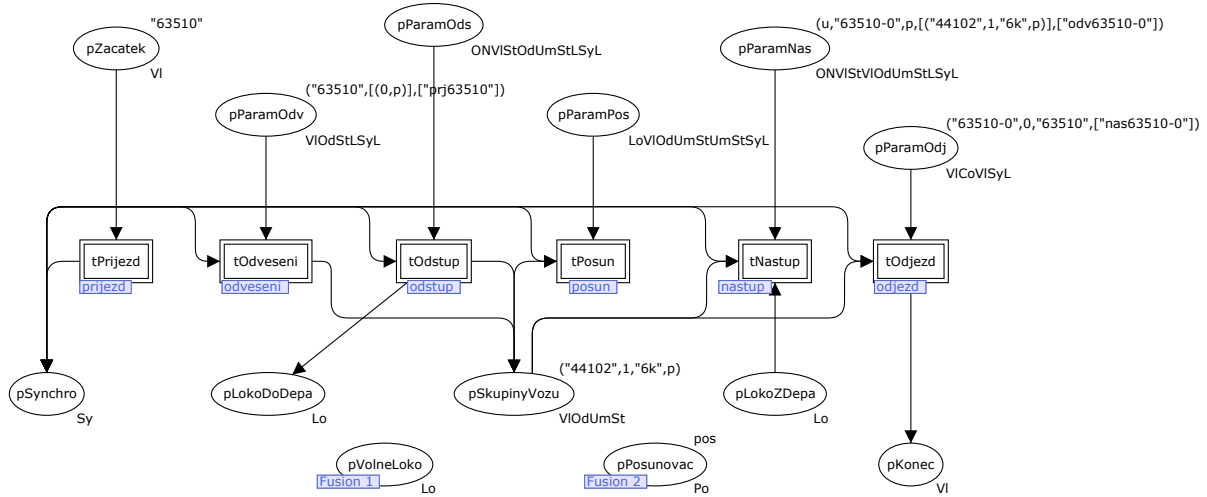 "63510"
pZacatek
Vl
pParamOds
ONVlStOdUmStLSyL
(u,"63510-0",p,[("44102",1,"6k",p)],["odv63510-0"])
pParamNas
ONVlStVlOdUmStLSyL
("63510",[(0,p)],["prj63510"])
pParamOdv
VlOdStLSyL
pParamPos
LoVlOdUmStUmStSyL
("63510-0",0,"63510",["nas63510-0"])
pParamOdj
VlCoVlSyL
tPrijezd
prijezd
tOdveseni
odveseni
tOdstup
odstup
tPosun
posun
tNastup
nastup
tOdjezd
odjezd
pSynchro
Sy
pLokoDoDepa
Lo
("44102",1,"6k",p)
pSkupinyVozu
VlOdUmSt
pLokoZDepa
Lo
pVolneLoko
Fusion 1
Lo
pos
pPosunovac
Fusion 2
Po
pKonec
Vl